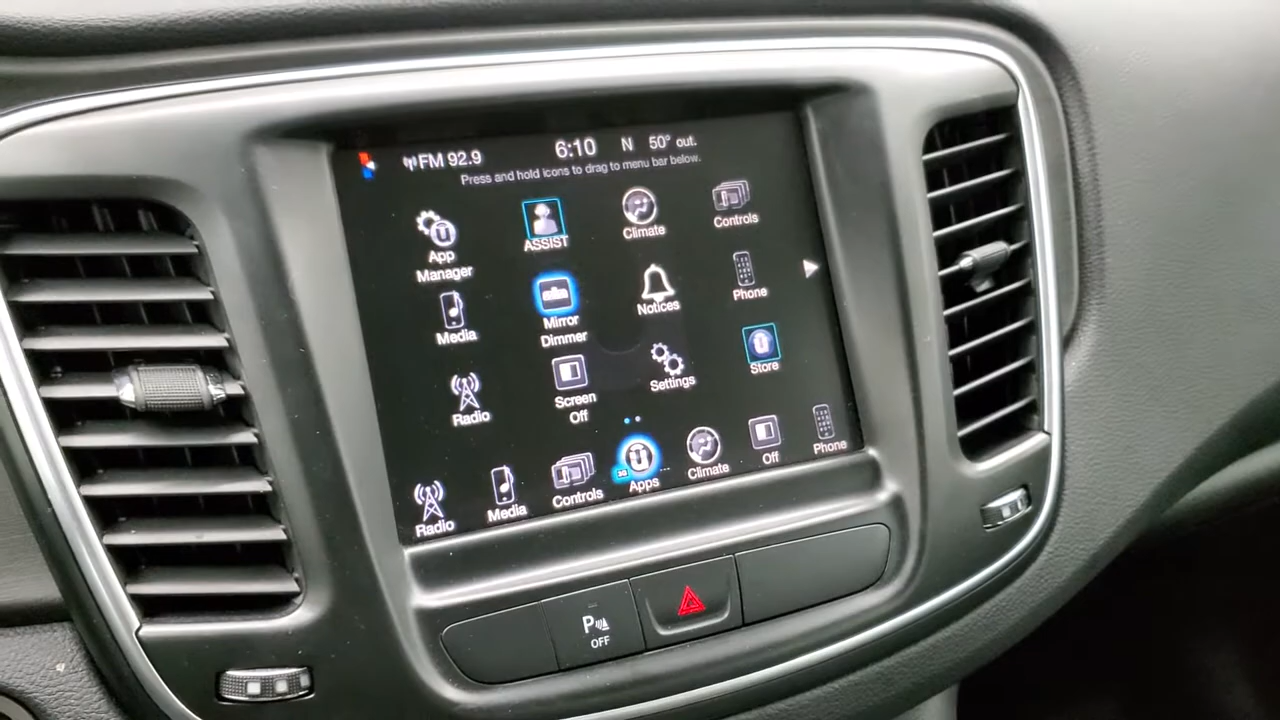 FM 92.9 6:10 N 50° out.
Press and hold icons to drag to menu bar below.
App
Manager
ASSIST
Climate
Controls
Media
Mirror
Dimmer
Notices
Phone
Radio
Screen
Off
Settings
Store
Radio
Media
Controls
3G
Apps
Climate
Off
Phone
P
OFF